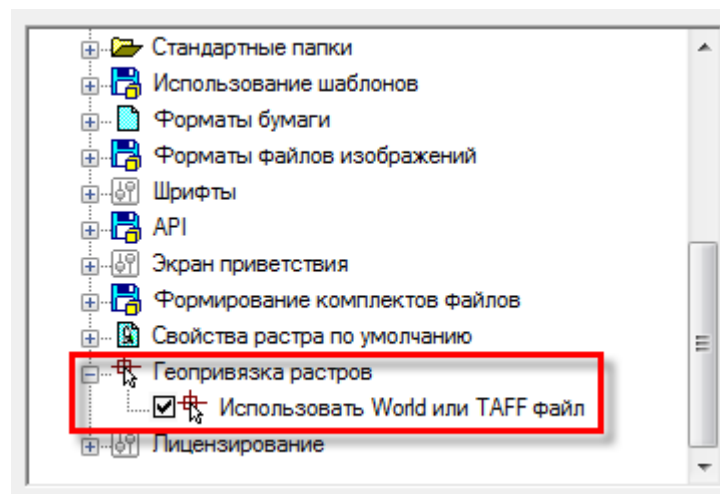 Стандартные папки
Использование шаблонов
Форматы бумаги
Форматы файлов изображений
Шрифты
API
Экран приветствия
Формирование комплектов файлов
Свойства растра по умолчанию
Геопривязка растров
Использовать World или TAFF файл
Лицензирование